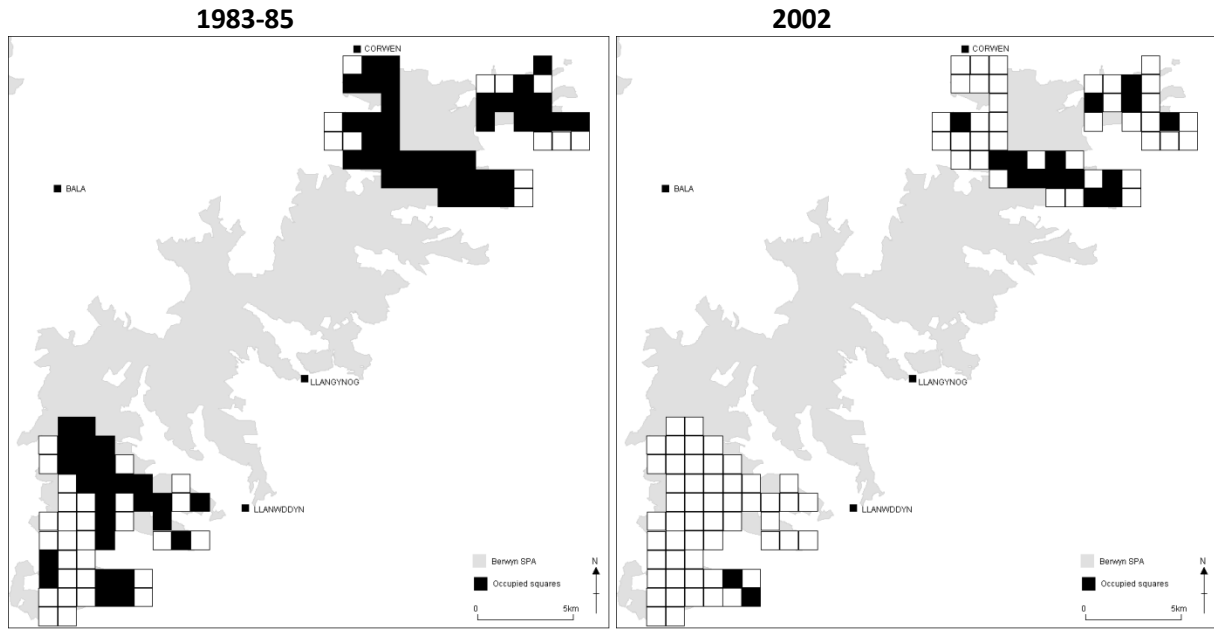 1983-85
2002
CORWEN
BALA
LLANGYNOG
LLANWDDYN
Berwyn SPA
N
Occupied squares
0 5km
CORWEN
BALA
LLANGYNOG
LLANWDDYN
Berwyn SPA
N
Occupied squares
0 5km